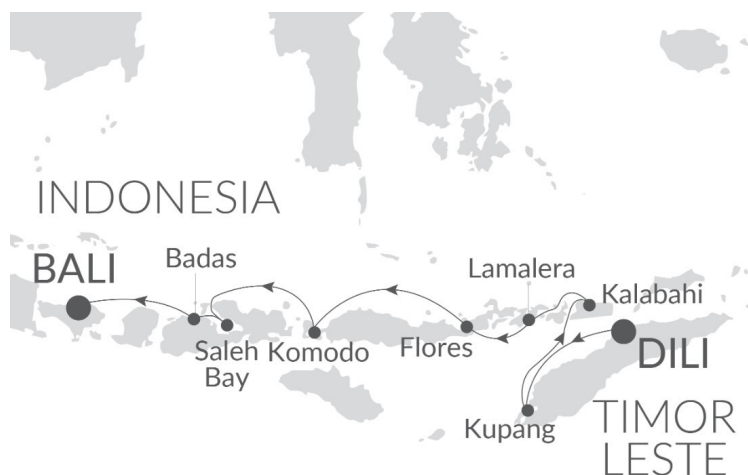 INDONESIA
BALI
Badas
Lamalera
Kalabahi
Saleh
Bay
Komodo
Flores
DILI
Kupang
TIMOR
LESTE